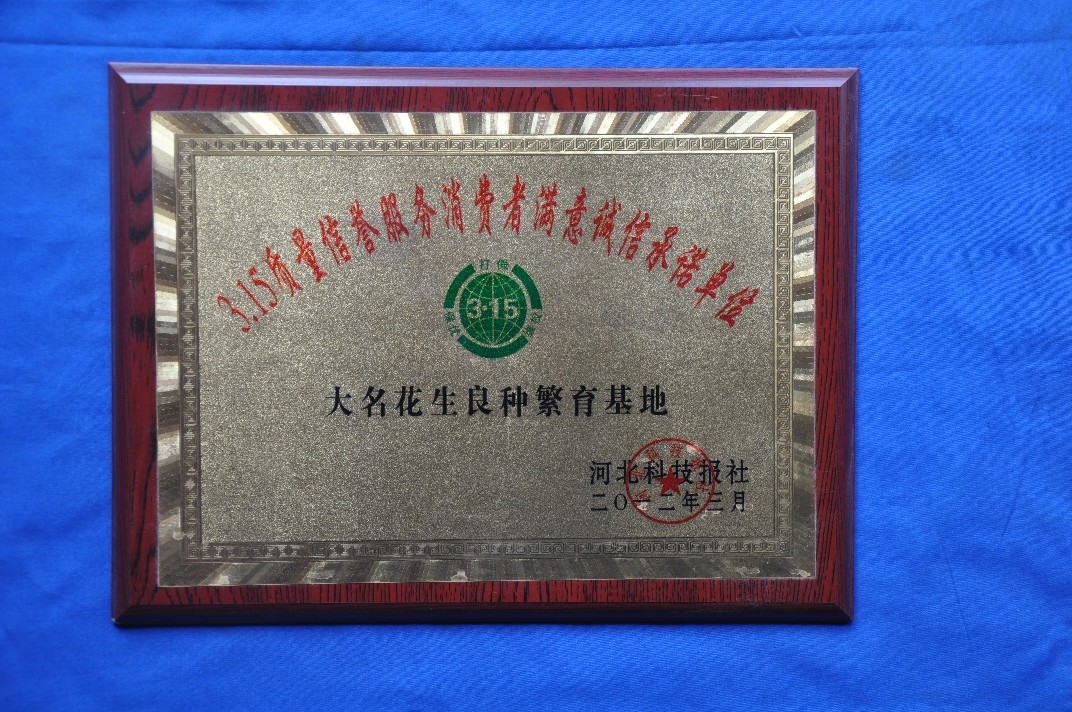 3.15质量信誉服务消费者满意诚信承诺单位
3·15
大名花生良种繁育基地
河北科技报社
二〇一二年三月